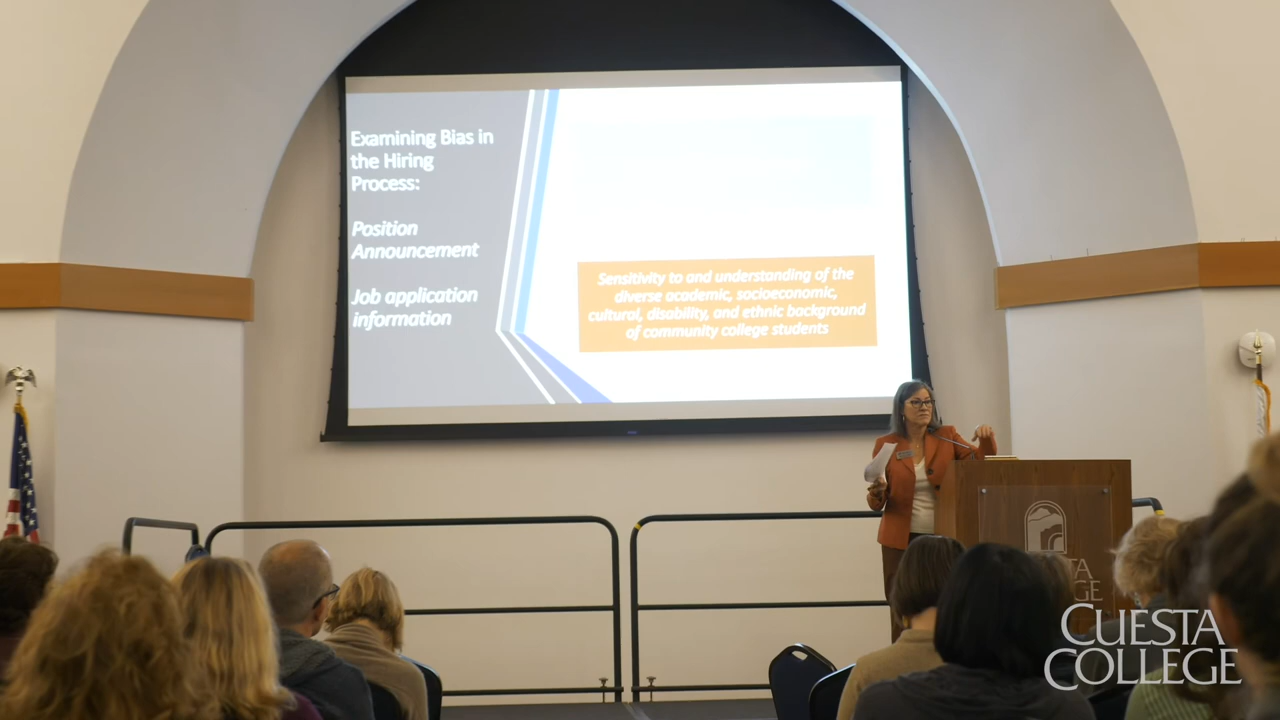 Examining Bias in
the Hiring
Process:
Position
Announcement
Job application
information
Sensitivity to and understanding of the
diverse academic, socioeconomic,
cultural, disability, and ethnic background
of community college students
CUESTA
COLLEGE